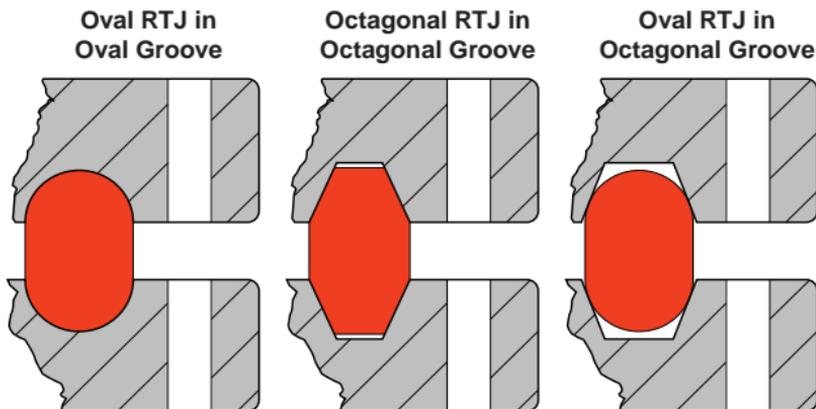 Oval RTJ in
Oval Groove
Octagonal RTJ in
Octagonal Groove
Oval RTJ in
Octagonal Groove